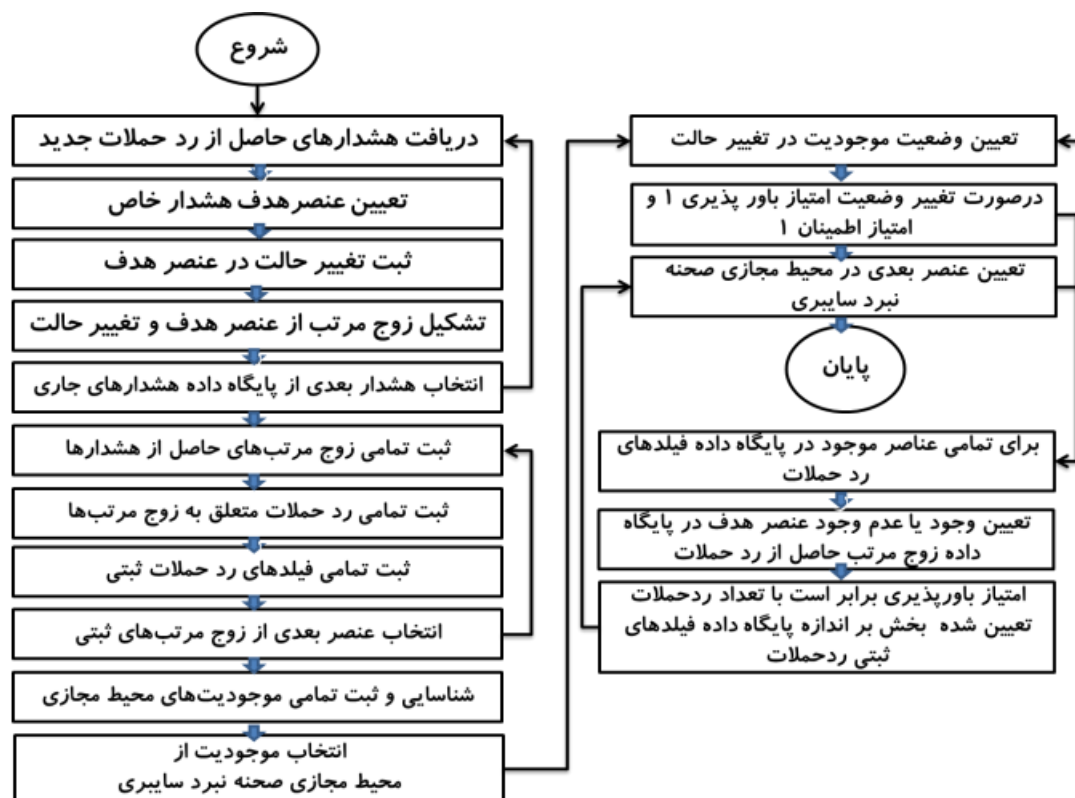 شروع
دریافت هشدارهای حاصل از رد حملات جدید
تعیین عنصر هدف هشدار خاص
ثبت تغییر حالت در عنصر هدف
تشکیل زوج مرتب از عنصر هدف و تغییر حالت
انتخاب هشدار بعدی از پایگاه داده هشدارهای جاری
ثبت تمامی زوج مرتب‌های حاصل از هشدارها
ثبت تمامی رد حملات متعلق به زوج مرتب‌ها
ثبت تمامی فیلدهای رد حملات ثبتی
انتخاب عنصر بعدی از زوج مرتب‌های ثبتی
شناسایی و ثبت تمامی موجودیت‌های محیط مجازی
انتخاب موجودیت از
محیط مجازی صحنه نبرد سایبری
تعیین وضعیت موجودیت در تغییر حالت
درصورت تغییر وضعیت امتیاز باور پذیری ۱ و
امتیاز اطمینان ۱
تعیین عنصر بعدی در محیط مجازی صحنه
نبرد سایبری
پایان
برای تمامی عناصر موجود در پایگاه داده فیلدهای
رد حملات
تعیین وجود یا عدم وجود عنصر هدف در پایگاه
داده زوج مرتب حاصل از رد حملات
امتیاز باورپذیری برابر است با تعداد ردحملات
تعیین شده بخش بر اندازه پایگاه داده فیلدهای
ثبتی ردحملات